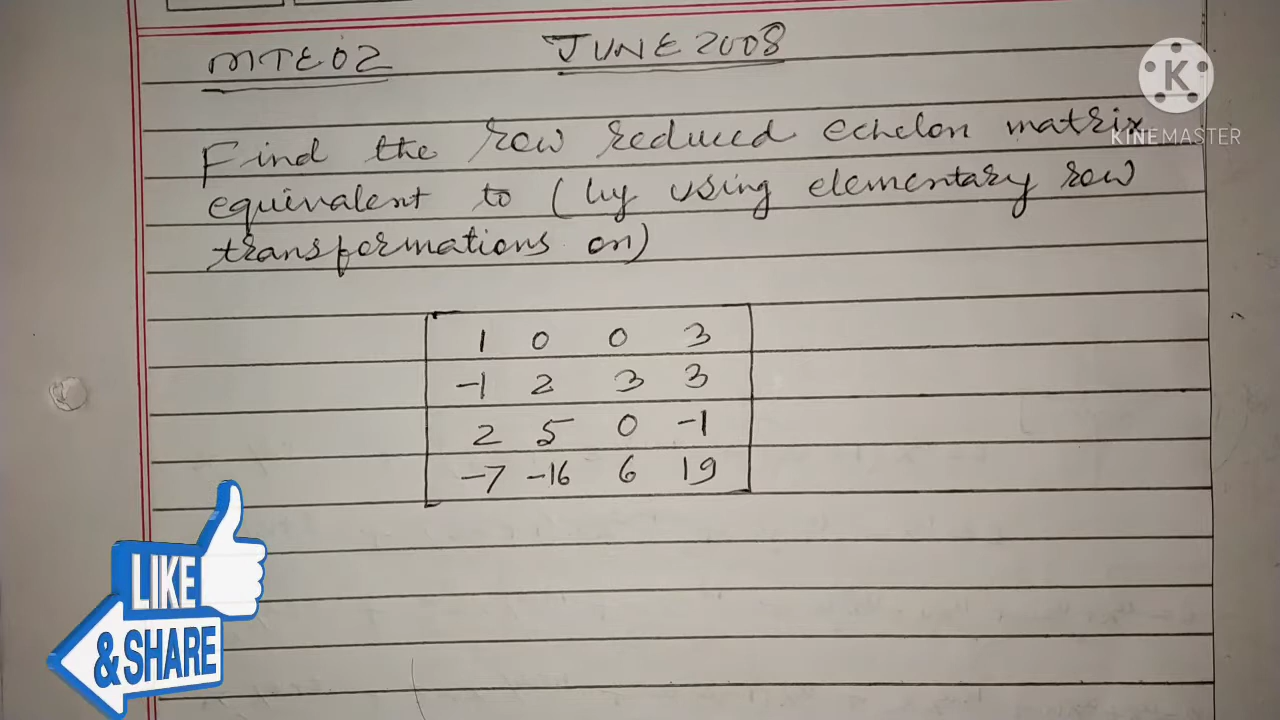 MTE02 JUNE 2008
K
KINEMASTER
Find the row reduced echelon matrix
equivalent to (by using elementary row
transformations on)
1 0 0 3
-1 2 3 3
2 5 0 -1
-7 -16 6 19
LIKE
& SHARE